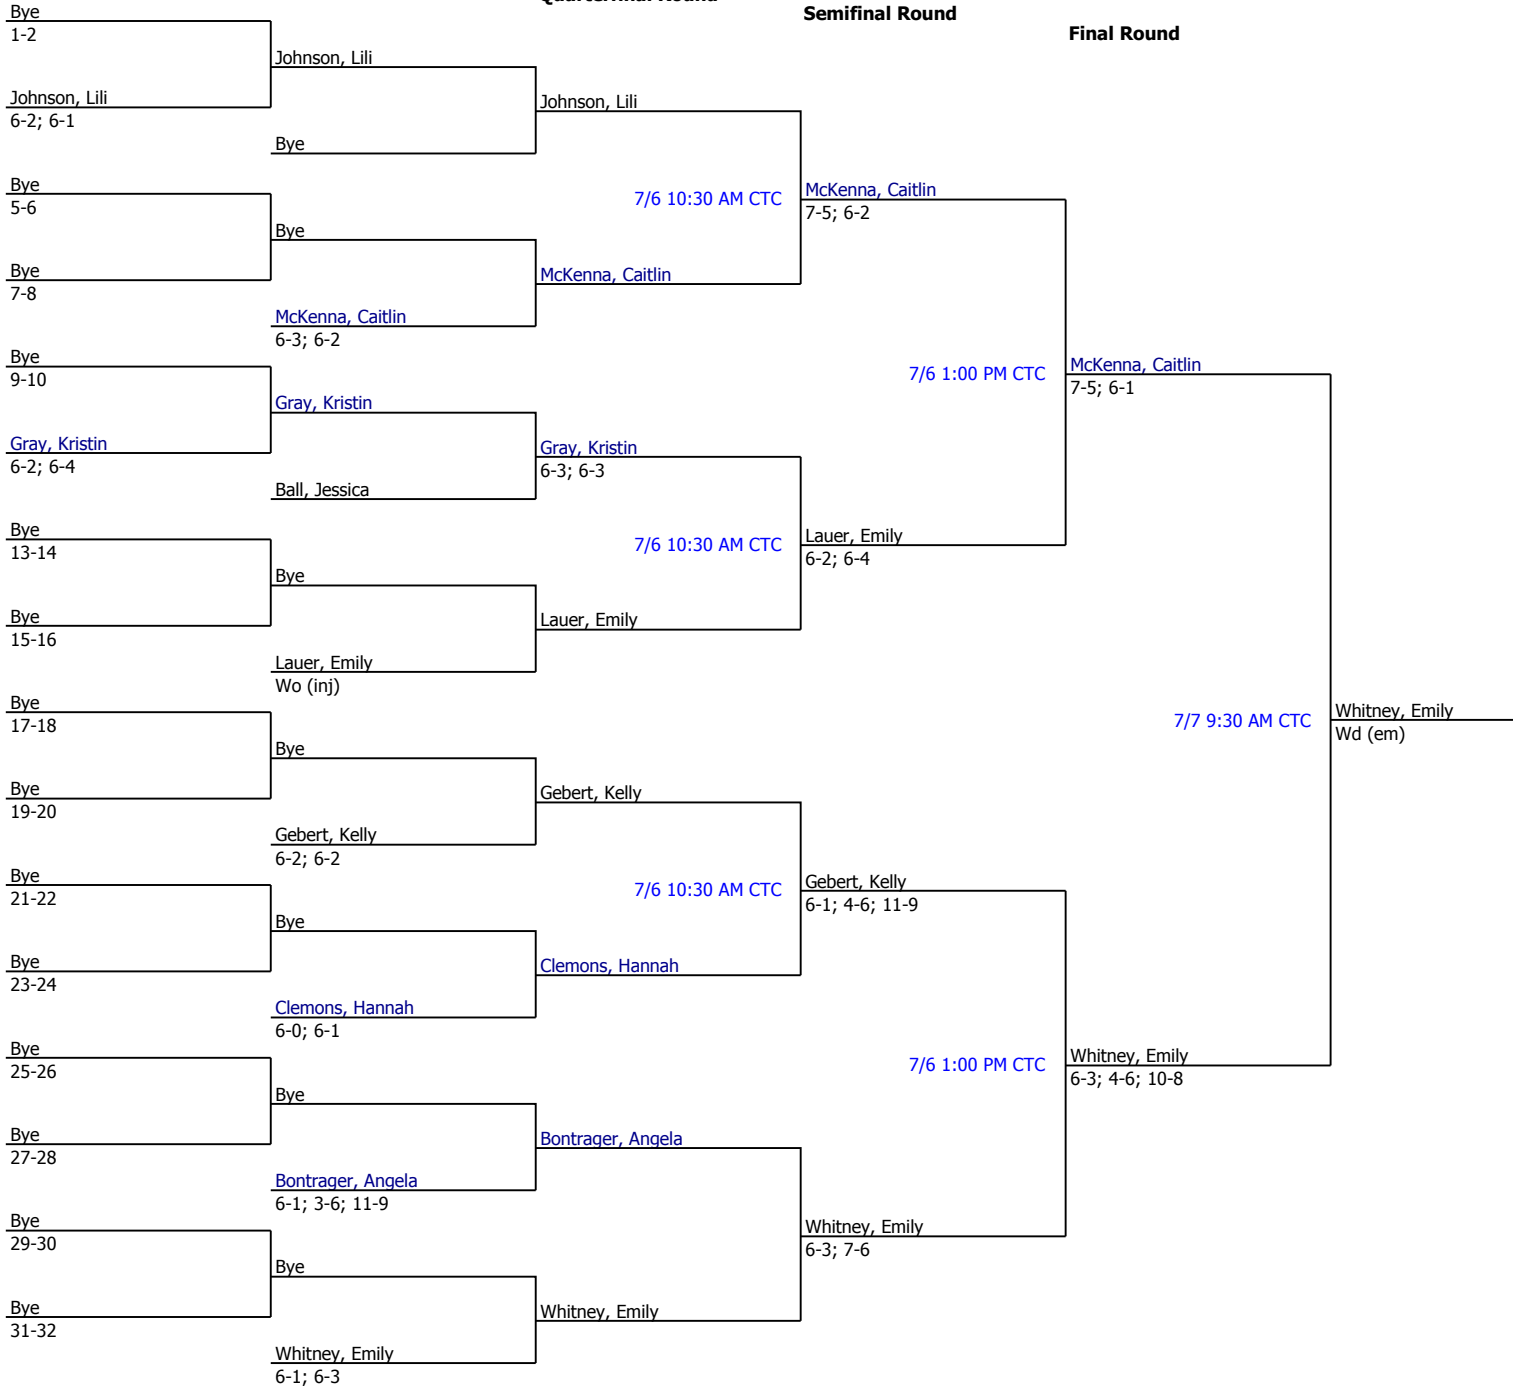 Quarterfinal Round
Semifinal Round
Final Round
Bye
1-2
Johnson, Lili
Johnson, Lili
6-2; 6-1
Johnson, Lili
Bye
Bye
5-6
7/6 10:30 AM CTC
McKenna, Caitlin
7-5; 6-2
Bye
Bye
7-8
McKenna, Caitlin
McKenna, Caitlin
6-3; 6-2
Bye
9-10
7/6 1:00 PM CTC
McKenna, Caitlin
7-5; 6-1
Gray, Kristin
Gray, Kristin
6-2; 6-4
Gray, Kristin
6-3; 6-3
Ball, Jessica
Bye
13-14
7/6 10:30 AM CTC
Lauer, Emily
6-2; 6-4
Bye
Bye
15-16
Lauer, Emily
Lauer, Emily
Wo (inj)
Bye
17-18
7/7 9:30 AM CTC
Whitney, Emily
Wd (em)
Bye
Bye
19-20
Gebert, Kelly
Gebert, Kelly
6-2; 6-2
Bye
21-22
7/6 10:30 AM CTC
Gebert, Kelly
6-1; 4-6; 11-9
Bye
Bye
23-24
Clemons, Hannah
Clemons, Hannah
6-0; 6-1
Bye
25-26
7/6 1:00 PM CTC
Whitney, Emily
6-3; 4-6; 10-8
Bye
Bye
27-28
Bontrager, Angela
Bontrager, Angela
6-1; 3-6; 11-9
Bye
29-30
Whitney, Emily
6-3; 7-6
Bye
Bye
31-32
Whitney, Emily
Whitney, Emily
6-1; 6-3